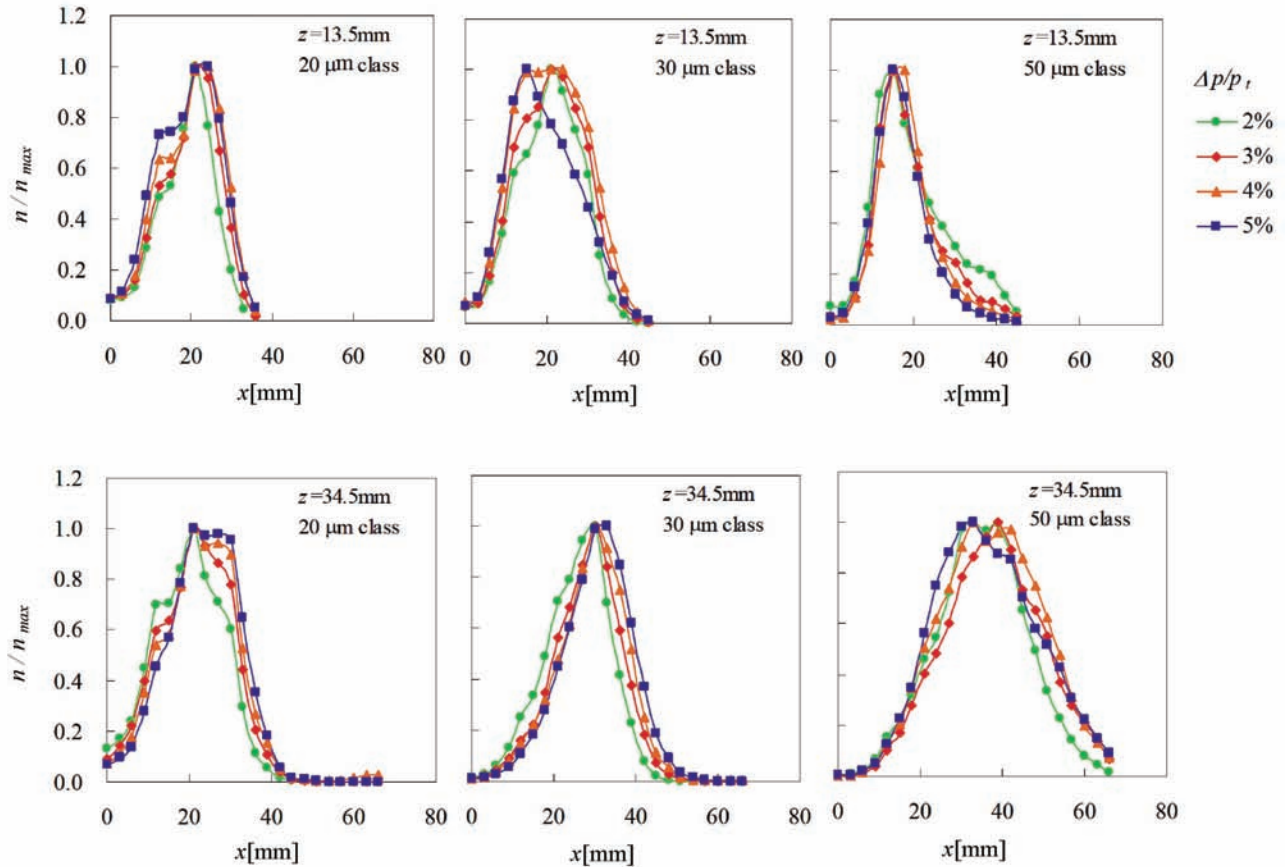 1.2
1.0
0.8
0.6
0.4
0.2
0.0
n / n max
z=13.5mm
20 μm class
0 20 40 60 80
x[mm]
z=13.5mm
30 μm class
0 20 40 60 80
x[mm]
z=13.5mm
50 μm class
0 20 40 60 80
x[mm]
Δp/p t
2%
3%
4%
5%
1.2
1.0
0.8
0.6
0.4
0.2
0.0
n / n max
z=34.5mm
20 μm class
0 20 40 60 80
x[mm]
z=34.5mm
30 μm class
0 20 40 60 80
x[mm]
z=34.5mm
50 μm class
0 20 40 60 80
x[mm]